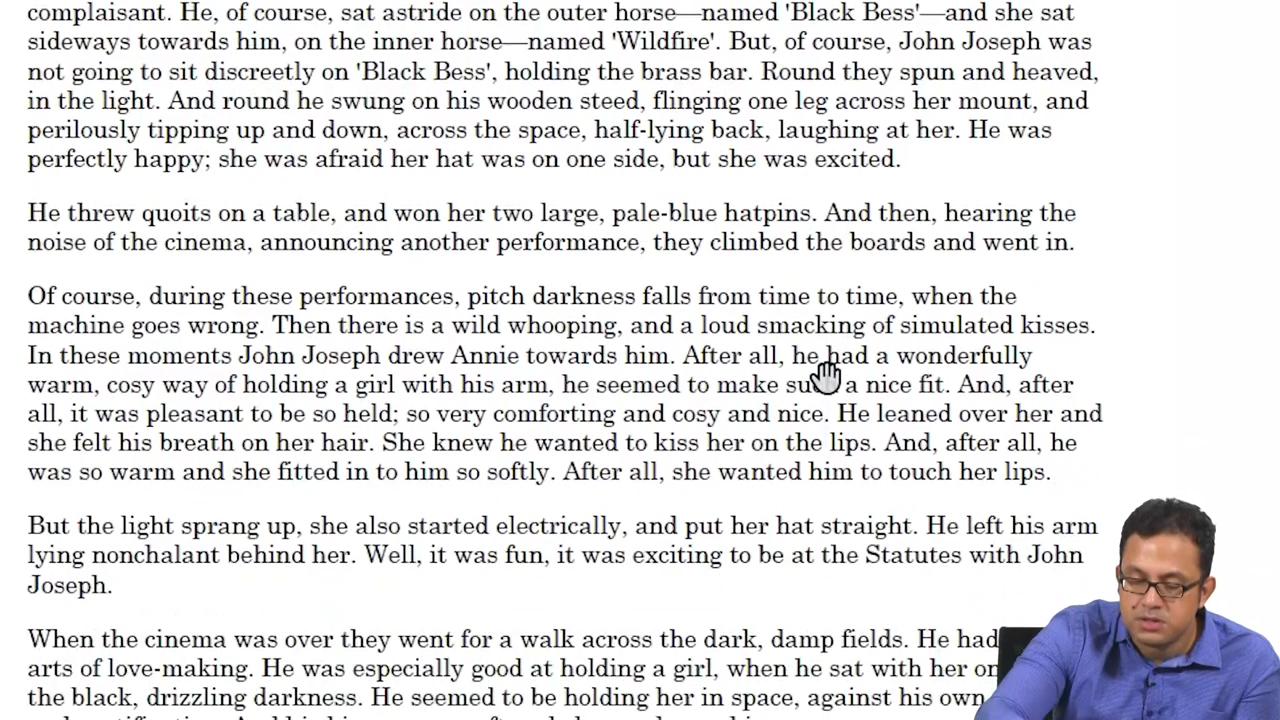 complaisant. He, of course, sat astride on the outer horse—named 'Black Bess'—and she sat
sideways towards him, on the inner horse—named 'Wildfire'. But, of course, John Joseph was
not going to sit discreetly on 'Black Bess', holding the brass bar. Round they spun and heaved,
in the light. And round he swung on his wooden steed, flinging one leg across her mount, and
perilously tipping up and down, across the space, half-lying back, laughing at her. He was
perfectly happy; she was afraid her hat was on one side, but she was excited.
He threw quoits on a table, and won her two large, pale-blue hatpins. And then, hearing the
noise of the cinema, announcing another performance, they climbed the boards and went in.
Of course, during these performances, pitch darkness falls from time to time, when the
machine goes wrong. Then there is a wild whooping, and a loud smacking of simulated kisses.
In these moments John Joseph drew Annie towards him. After all, he had a wonderfully
warm, cosy way of holding a girl with his arm, he seemed to make such a nice fit. And, after
all, it was pleasant to be so held; so very comforting and cosy and nice. He leaned over her and
she felt his breath on her hair. She knew he wanted to kiss her on the lips. And, after all, he
was so warm and she fitted in to him so softly. After all, she wanted him to touch her lips.
But the light sprang up, she also started electrically, and put her hat straight. He left his arm
lying nonchalant behind her. Well, it was fun, it was exciting to be at the Statutes with John
Joseph.
When the cinema was over they went for a walk across the dark, damp fields. He had
arts of love-making. He was especially good at holding a girl, when he sat with her on
the black, drizzling darkness. He seemed to be holding her in space, against his own